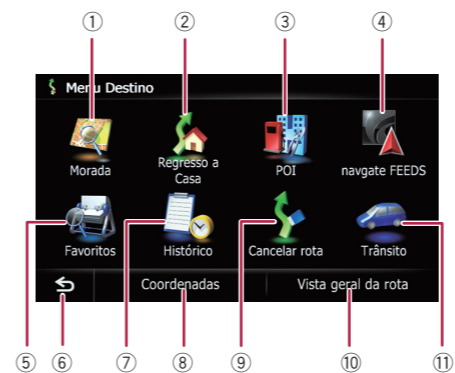 ① ② ③ ④
Menu Destino
Morada
Regresso a
Casa
POI
navgate FEEDS
Favoritos
Histórico
Cancelar rota
Trânsito
Coordenadas
Vista geral da rota
⑤ ⑥ ⑦ ⑧ ⑨ ⑩ ⑪